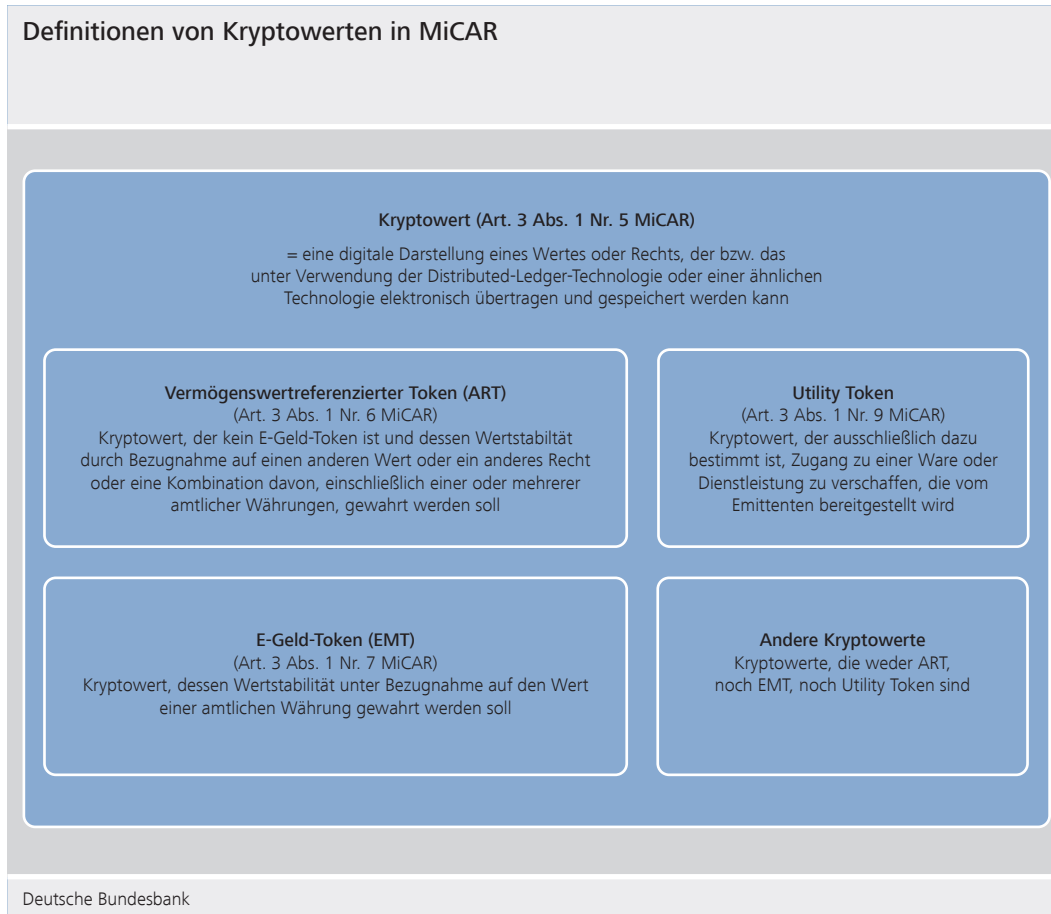 Definitionen von Kryptowerten in MiCAR
Kryptowert (Art. 3 Abs. 1 Nr. 5 MiCAR)
= eine digitale Darstellung eines Wertes oder Rechts, der bzw. das
unter Verwendung der Distributed-Ledger-Technologie oder einer ähnlichen
Technologie elektronisch übertragen und gespeichert werden kann
Vermögenswertreferenzierter Token (ART)
(Art. 3 Abs. 1 Nr. 6 MiCAR)
Kryptowert, der kein E-Geld-Token ist und dessen Wertstabiltät
durch Bezugnahme auf einen anderen Wert oder ein anderes Recht
oder eine Kombination davon, einschließlich einer oder mehrerer
amtlicher Währungen, gewahrt werden soll
Utility Token
(Art. 3 Abs. 1 Nr. 9 MiCAR)
Kryptowert, der ausschließlich dazu
bestimmt ist, Zugang zu einer Ware oder
Dienstleistung zu verschaffen, die vom
Emittenten bereitgestellt wird
E-Geld-Token (EMT)
(Art. 3 Abs. 1 Nr. 7 MiCAR)
Kryptowert, dessen Wertstabilität unter Bezugnahme auf den Wert
einer amtlichen Währung gewahrt werden soll
Andere Kryptowerte
Kryptowerte, die weder ART,
noch EMT, noch Utility Token sind
Deutsche Bundesbank